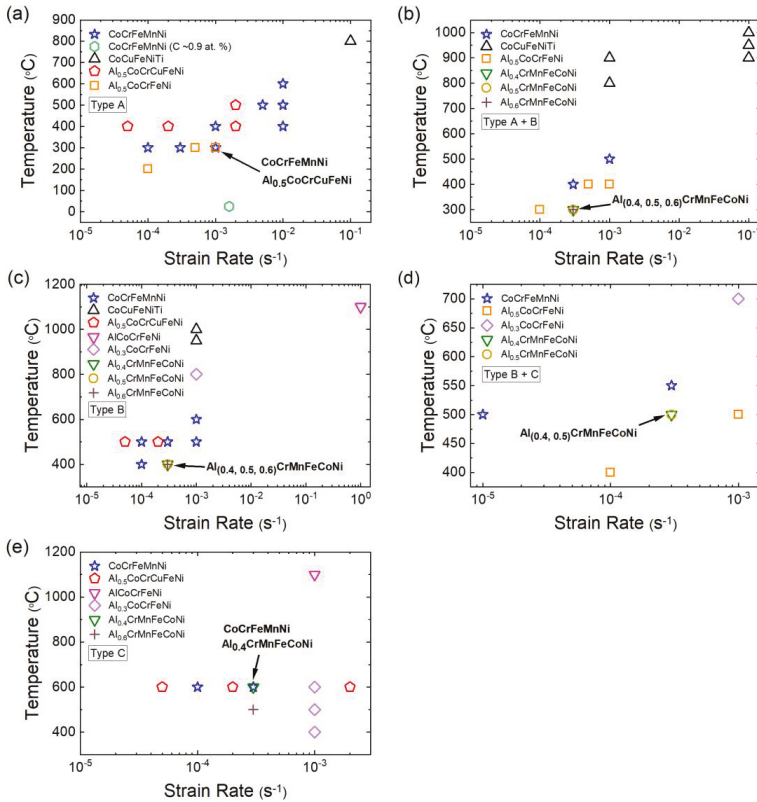 (a)
Temperature (°C)
900
800
700
600
500
400
300
200
100
0
CoCrFeMnNi
CoCrFeMnNi (C ~0.9 at. %)
CoCuFeNiTi
Al0.5CoCrCuFeNi
Al0.5CoCrFeNi
Type A
CoCrFeMnNi
Al0.5CoCrCuFeNi
10-5 10-4 10-3 10-2 10-1
Strain Rate (s-1)
(b)
Temperature (°C)
1000
900
800
700
600
500
400
300
CoCrFeMnNi
CoCuFeNiTi
Al0.5CoCrFeNi
Al0.4CrMnFeCoNi
Al0.5CrMnFeCoNi
Al0.6CrMnFeCoNi
Type A + B
Al(0.4, 0.5, 0.6)CrMnFeCoNi
10-5 10-4 10-3 10-2 10-1
Strain Rate (s-1)
(c)
Temperature (°C)
1200
1000
800
600
400
CoCrFeMnNi
CoCuFeNiTi
Al0.5CoCrCuFeNi
AlCoCrFeNi
Al0.3CoCrFeNi
Al0.4CrMnFeCoNi
Al0.5CrMnFeCoNi
Al0.6CrMnFeCoNi
Type B
Al(0.4, 0.5, 0.6)CrMnFeCoNi
10-5 10-4 10-3 10-2 10-1 100
Strain Rate (s-1)
(d)
Temperature (°C)
700
650
600
550
500
450
400
CoCrFeMnNi
Al0.5CoCrFeNi
Al0.3CoCrFeNi
Al0.4CrMnFeCoNi
Al0.5CrMnFeCoNi
Type B + C
Al(0.4, 0.5)CrMnFeCoNi
10-5 10-4 10-3
Strain Rate (s-1)
(e)
Temperature (°C)
1200
1000
800
600
400
CoCrFeMnNi
Al0.5CoCrCuFeNi
AlCoCrFeNi
Al0.3CoCrFeNi
Al0.4CrMnFeCoNi
Al0.6CrMnFeCoNi
Type C
CoCrFeMnNi
Al0.4CrMnFeCoNi
10-5 10-4 10-3
Strain Rate (s-1)